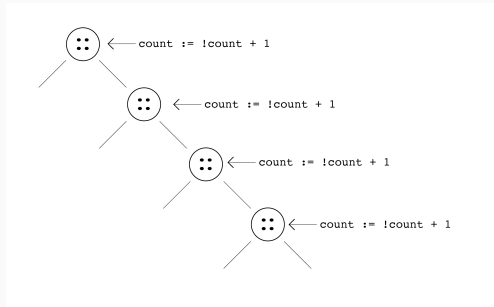 ::
count := !count + 1
::
count := !count + 1
::
count := !count + 1
::
count := !count + 1